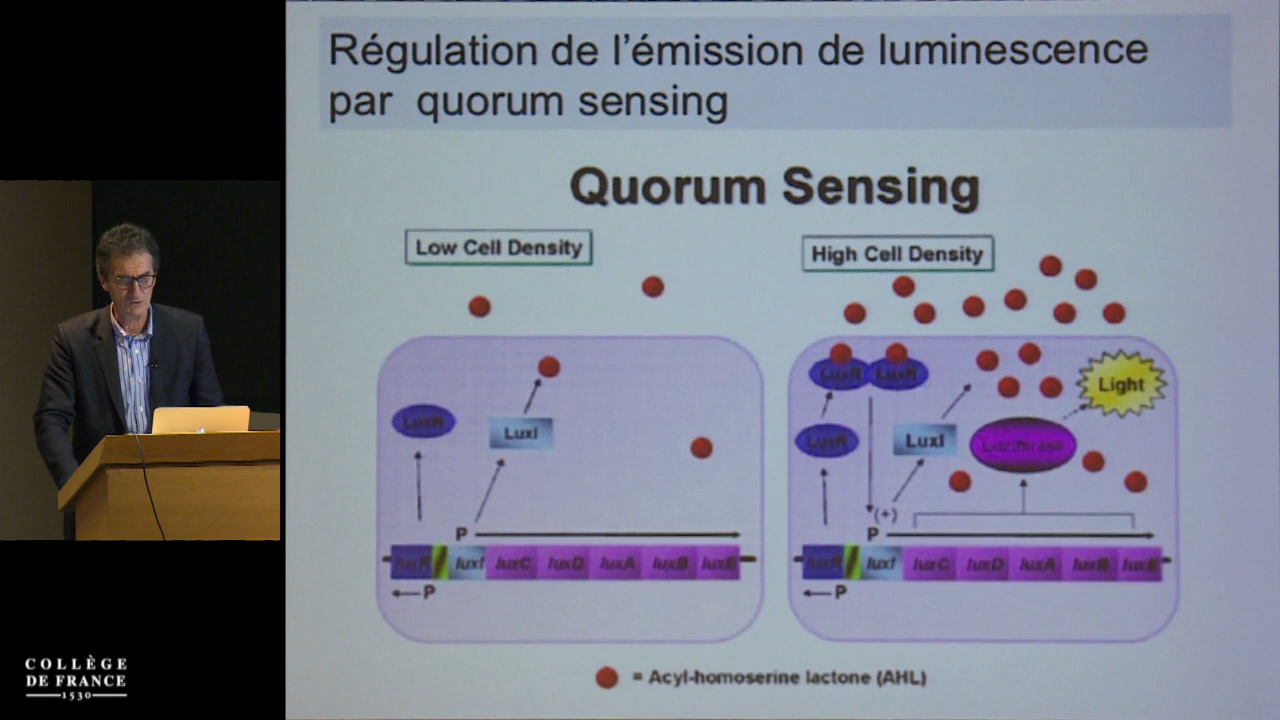 Régulation de l'émission de luminescence
par quorum sensing
Quorum Sensing
Low Cell Density
High Cell Density
LuxR
LuxI
P
luxR luxI luxC luxD luxA luxB luxE
P
LuxR LuxR
LuxR
LuxI
Luciferase
Light
(+)
P
luxR luxI luxC luxD luxA luxB luxE
P
= Acyl-homoserine lactone (AHL)
COLLÈGE
DE FRANCE
1530